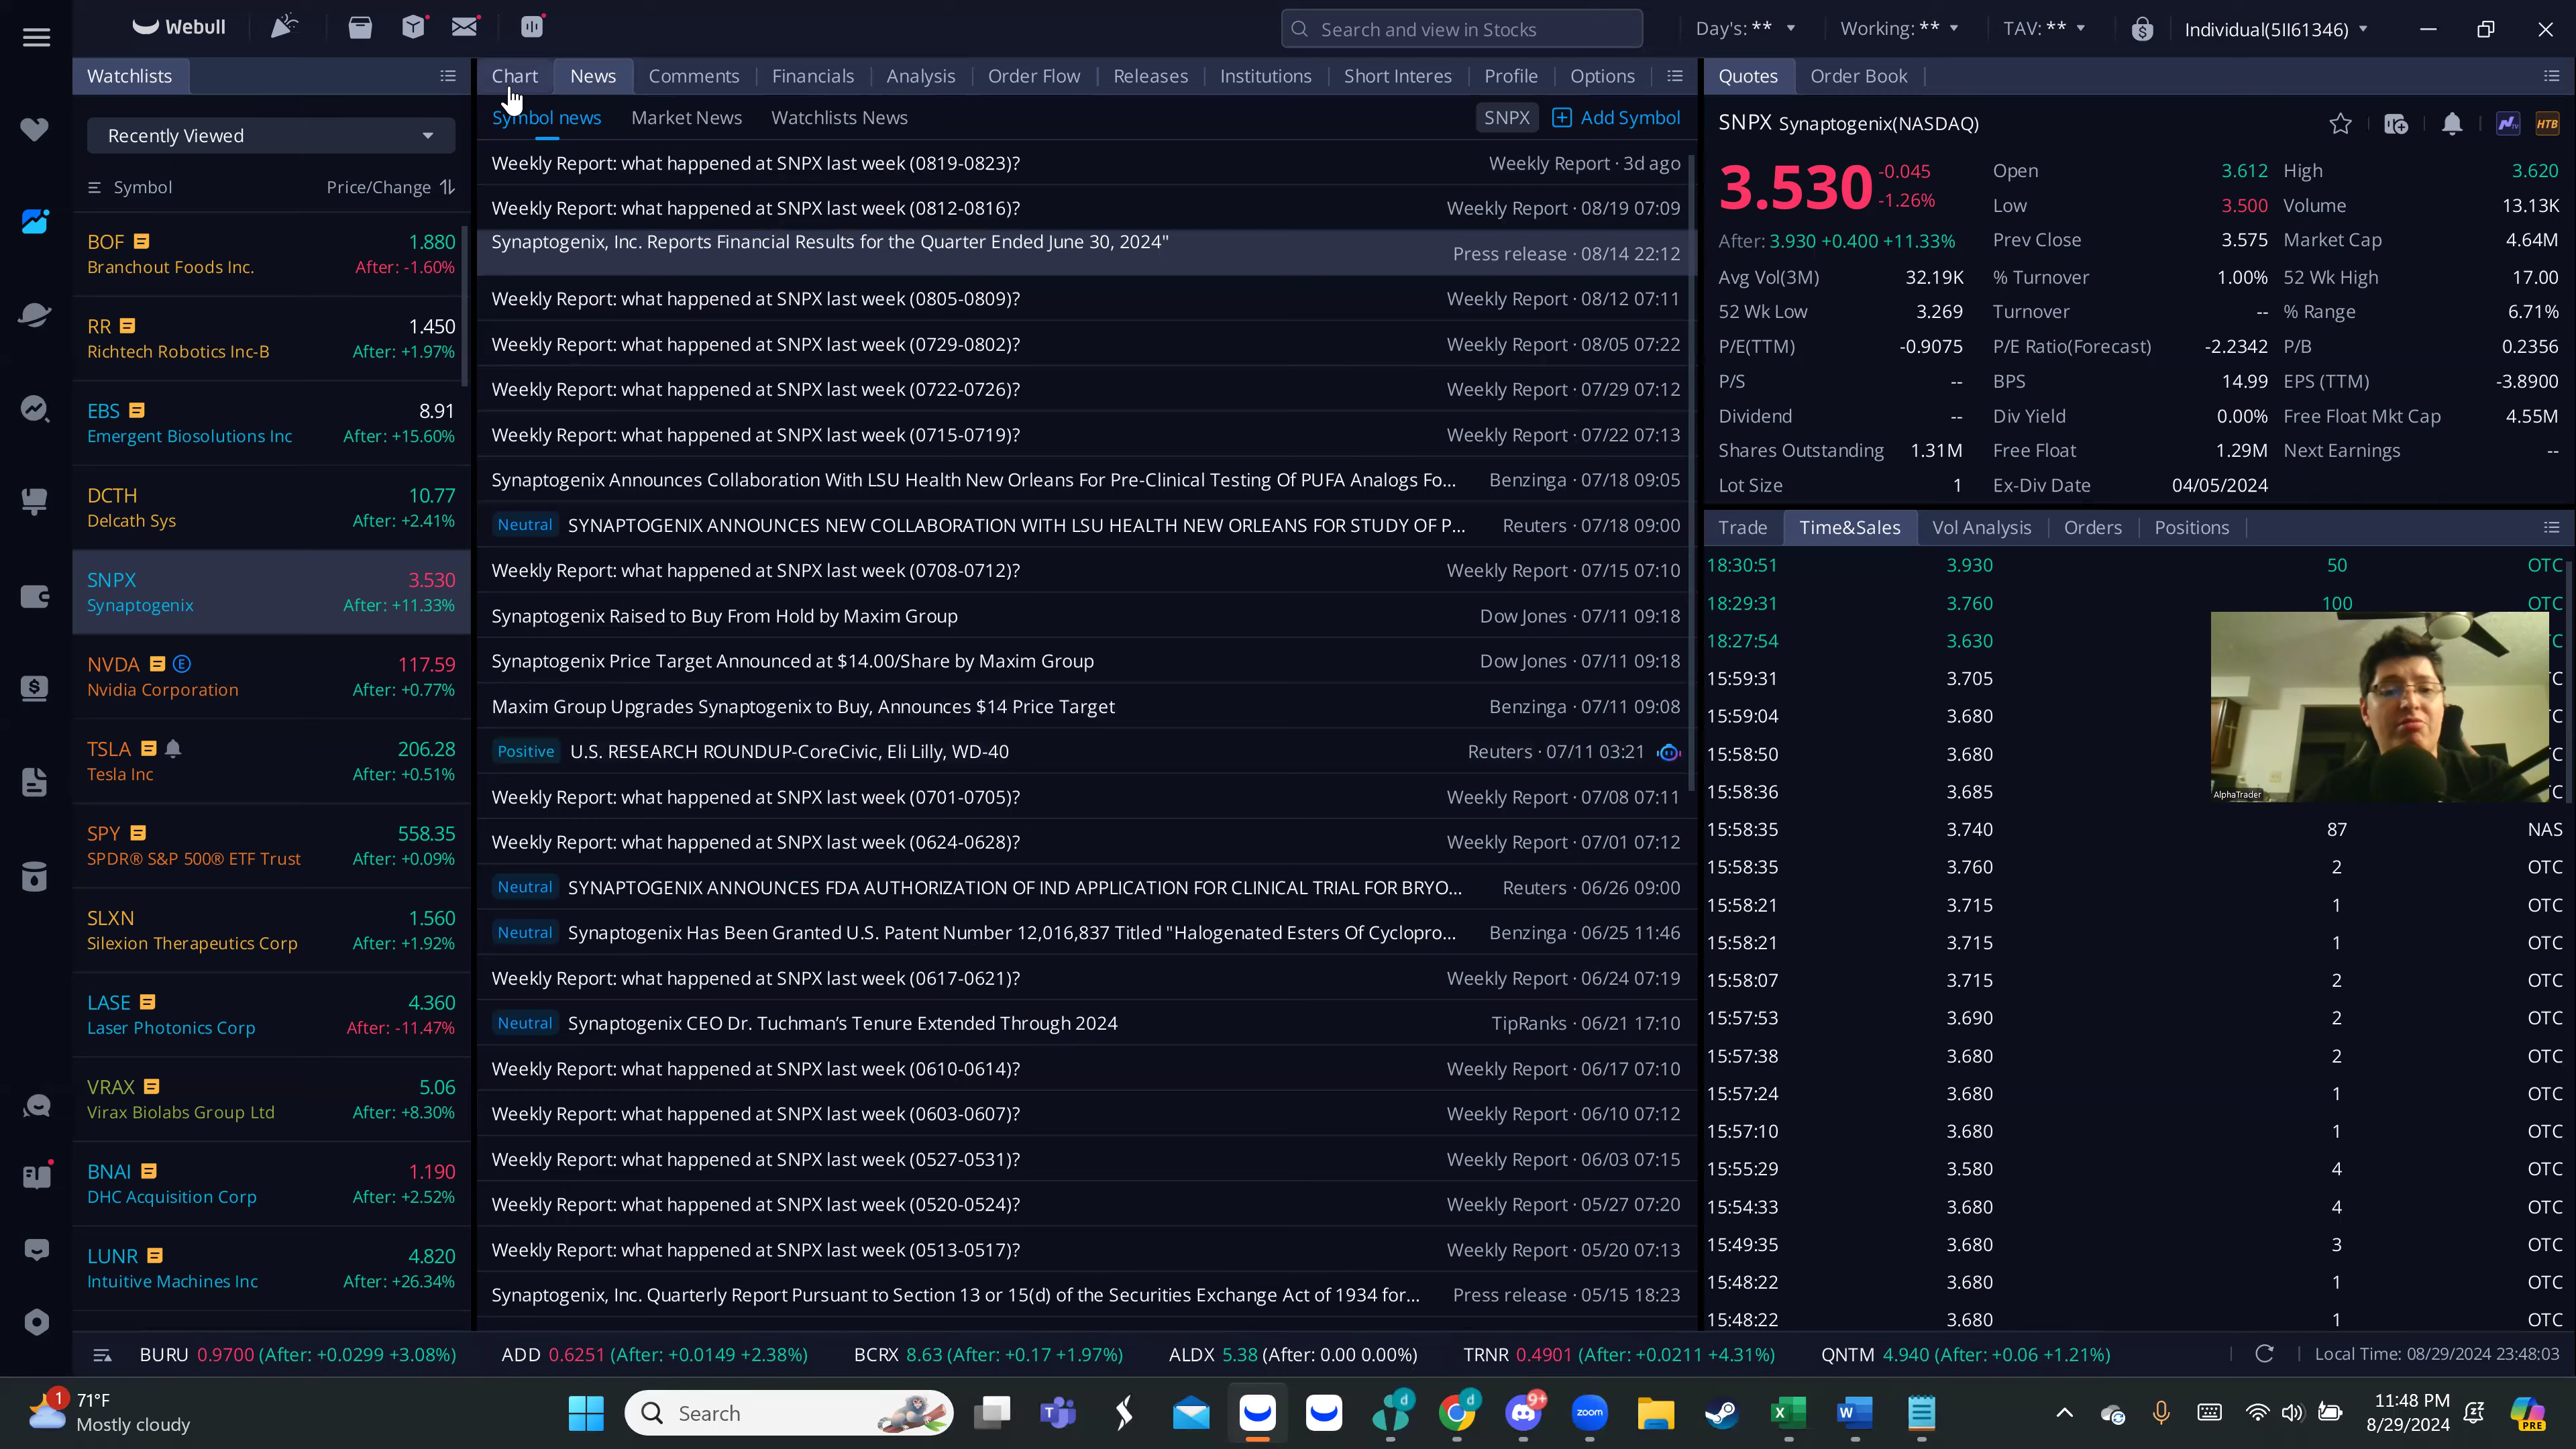 Webull
Search and view in Stocks
Day's: **
Working: **
TAV: **
Individual(5II61346)
Watchlists
Recently Viewed
Symbol Price/Change
BOF 1.880
Branchout Foods Inc. After: -1.60%
RR 1.450
Richtech Robotics Inc-B After: +1.97%
EBS 8.91
Emergent Biosolutions Inc After: +15.60%
DCTH 10.77
Delcath Sys After: +2.41%
SNPX 3.530
Synaptogenix After: +11.33%
NVDA E 117.59
Nvidia Corporation After: +0.77%
TSLA 206.28
Tesla Inc After: +0.51%
SPY 558.35
SPDR® S&P 500® ETF Trust After: +0.09%
SLXN 1.560
Silexion Therapeutics Corp After: +1.92%
LASE 4.360
Laser Photonics Corp After: -11.47%
VRAX 5.06
Virax Biolabs Group Ltd After: +8.30%
BNAI 1.190
DHC Acquisition Corp After: +2.52%
LUNR 4.820
Intuitive Machines Inc After: +26.34%
Chart News Comments Financials Analysis Order Flow Releases Institutions Short Interes Profile Options
Symbol news Market News Watchlists News SNPX Add Symbol
Weekly Report: what happened at SNPX last week (0819-0823)? Weekly Report · 3d ago
Weekly Report: what happened at SNPX last week (0812-0816)? Weekly Report · 08/19 07:09
Synaptogenix, Inc. Reports Financial Results for the Quarter Ended June 30, 2024"
Press release · 08/14 22:12
Weekly Report: what happened at SNPX last week (0805-0809)? Weekly Report · 08/12 07:11
Weekly Report: what happened at SNPX last week (0729-0802)? Weekly Report · 08/05 07:22
Weekly Report: what happened at SNPX last week (0722-0726)? Weekly Report · 07/29 07:12
Weekly Report: what happened at SNPX last week (0715-0719)? Weekly Report · 07/22 07:13
Synaptogenix Announces Collaboration With LSU Health New Orleans For Pre-Clinical Testing Of PUFA Analogs Fo... Benzinga · 07/18 09:05
Neutral SYNAPTOGENIX ANNOUNCES NEW COLLABORATION WITH LSU HEALTH NEW ORLEANS FOR STUDY OF P... Reuters · 07/18 09:00
Weekly Report: what happened at SNPX last week (0708-0712)? Weekly Report · 07/15 07:10
Synaptogenix Raised to Buy From Hold by Maxim Group Dow Jones · 07/11 09:18
Synaptogenix Price Target Announced at $14.00/Share by Maxim Group Dow Jones · 07/11 09:18
Maxim Group Upgrades Synaptogenix to Buy, Announces $14 Price Target Benzinga · 07/11 09:08
Positive U.S. RESEARCH ROUNDUP-CoreCivic, Eli Lilly, WD-40 Reuters · 07/11 03:21
Weekly Report: what happened at SNPX last week (0701-0705)? Weekly Report · 07/08 07:11
Weekly Report: what happened at SNPX last week (0624-0628)? Weekly Report · 07/01 07:12
Neutral SYNAPTOGENIX ANNOUNCES FDA AUTHORIZATION OF IND APPLICATION FOR CLINICAL TRIAL FOR BRYO... Reuters · 06/26 09:00
Neutral Synaptogenix Has Been Granted U.S. Patent Number 12,016,837 Titled "Halogenated Esters Of Cyclopro... Benzinga · 06/25 11:46
Weekly Report: what happened at SNPX last week (0617-0621)? Weekly Report · 06/24 07:19
Neutral Synaptogenix CEO Dr. Tuchman's Tenure Extended Through 2024 TipRanks · 06/21 17:10
Weekly Report: what happened at SNPX last week (0610-0614)? Weekly Report · 06/17 07:10
Weekly Report: what happened at SNPX last week (0603-0607)? Weekly Report · 06/10 07:12
Weekly Report: what happened at SNPX last week (0527-0531)? Weekly Report · 06/03 07:15
Weekly Report: what happened at SNPX last week (0520-0524)? Weekly Report · 05/27 07:20
Weekly Report: what happened at SNPX last week (0513-0517)? Weekly Report · 05/20 07:13
Synaptogenix, Inc. Quarterly Report Pursuant to Section 13 or 15(d) of the Securities Exchange Act of 1934 for... Press release · 05/15 18:23
Quotes Order Book
SNPX Synaptogenix(NASDAQ) HTB
3.530 -0.045 -1.26%
After: 3.930 +0.400 +11.33%
Open 3.612 High 3.620
Low 3.500 Volume 13.13K
Prev Close 3.575 Market Cap 4.64M
Avg Vol(3M) 32.19K % Turnover 1.00% 52 Wk High 17.00
52 Wk Low 3.269 Turnover -- % Range 6.71%
P/E(TTM) -0.9075 P/E Ratio(Forecast) -2.2342 P/B 0.2356
P/S -- BPS 14.99 EPS (TTM) -3.8900
Dividend -- Div Yield 0.00% Free Float Mkt Cap 4.55M
Shares Outstanding 1.31M Free Float 1.29M Next Earnings --
Lot Size 1 Ex-Div Date 04/05/2024
Trade Time&Sales Vol Analysis Orders Positions
18:30:51 3.930 50 OTC
18:29:31 3.760 100 OTC
18:27:54 3.630 C
15:59:31 3.705 C
15:59:04 3.680 C
15:58:50 3.680 C
15:58:36 3.685 C
AlphaTrader
15:58:35 3.740 87 NAS
15:58:35 3.760 2 OTC
15:58:21 3.715 1 OTC
15:58:21 3.715 1 OTC
15:58:07 3.715 2 OTC
15:57:53 3.690 2 OTC
15:57:38 3.680 2 OTC
15:57:24 3.680 1 OTC
15:57:10 3.680 1 OTC
15:55:29 3.580 4 OTC
15:54:33 3.680 4 OTC
15:49:35 3.680 3 OTC
15:48:22 3.680 1 OTC
15:48:22 3.680 1 OTC
BURU 0.9700 (After: +0.0299 +3.08%) ADD 0.6251 (After: +0.0149 +2.38%) BCRX 8.63 (After: +0.17 +1.97%) ALDX 5.38 (After: 0.00 0.00%) TRNR 0.4901 (After: +0.0211 +4.31%) QNTM 4.940 (After: +0.06 +1.21%) Local Time: 08/29/2024 23:48:03
1 71°F
Mostly cloudy
Search
d d 9+ zoom
11:48 PM
8/29/2024
PRE